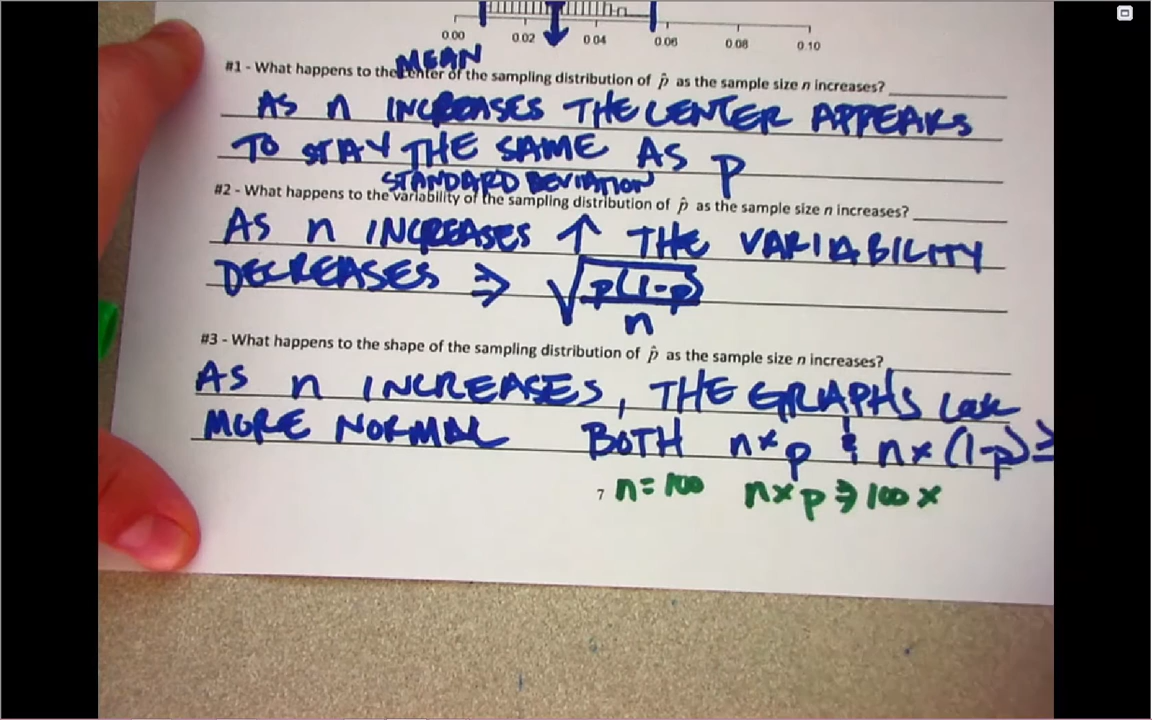 0.00 0.02 0.04 0.06 0.08 0.10
MEAN
#1 - What happens to the center of the sampling distribution of p̂ as the sample size n increases?
AS n INCREASES THE CENTER APPEARS
TO STAY THE SAME AS P
STANDARD DEVIATION
#2 - What happens to the variability of the sampling distribution of p̂ as the sample size n increases?
AS n INCREASES ↑ THE VARIABILITY
DECREASES ⇒ √p(1-p)/n
#3 - What happens to the shape of the sampling distribution of p̂ as the sample size n increases?
AS n INCREASES, THE GRAPHS Look
MORE NORMAL BOTH n×p & n×(1-p)≥
7 n=100 n×p ⇒ 100×